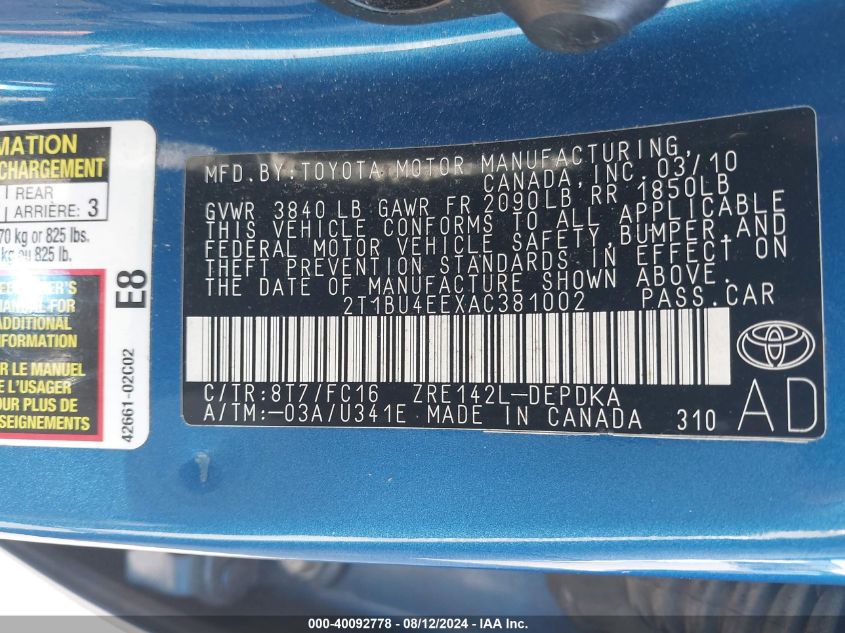 MATION
CHARGEMENT
REAR
ARRIÈRE: 3
70 kg or 825 lbs.
kg ou 825 lb.
MANUAL FOR
ADDITIONAL
INFORMATION
R LE MANUEL
L'USAGER
OUR PLUS DE
SEIGNEMENTS
E8
42661-02C02
MFD.BY:TOYOTA MOTOR MANUFACTURING,
CANADA, INC. 03/10
GVWR 3840 LB GAWR FR 2090LB, RR 1850LB
THIS VEHICLE CONFORMS TO ALL APPLICABLE
FEDERAL MOTOR VEHICLE SAFETY,BUMPER,AND
THEFT PREVENTION STANDARDS IN EFFECT ON
THE DATE OF MANUFACTURE SHOWN ABOVE.
2T1BU4EEXAC381002 PASS.CAR
C/TR:8T7/FC16 ZRE142L-DEPDKA
A/TM:-03A/U341E MADE IN CANADA 310
AD
000-40092778 - 08/12/2024 - IAA Inc.